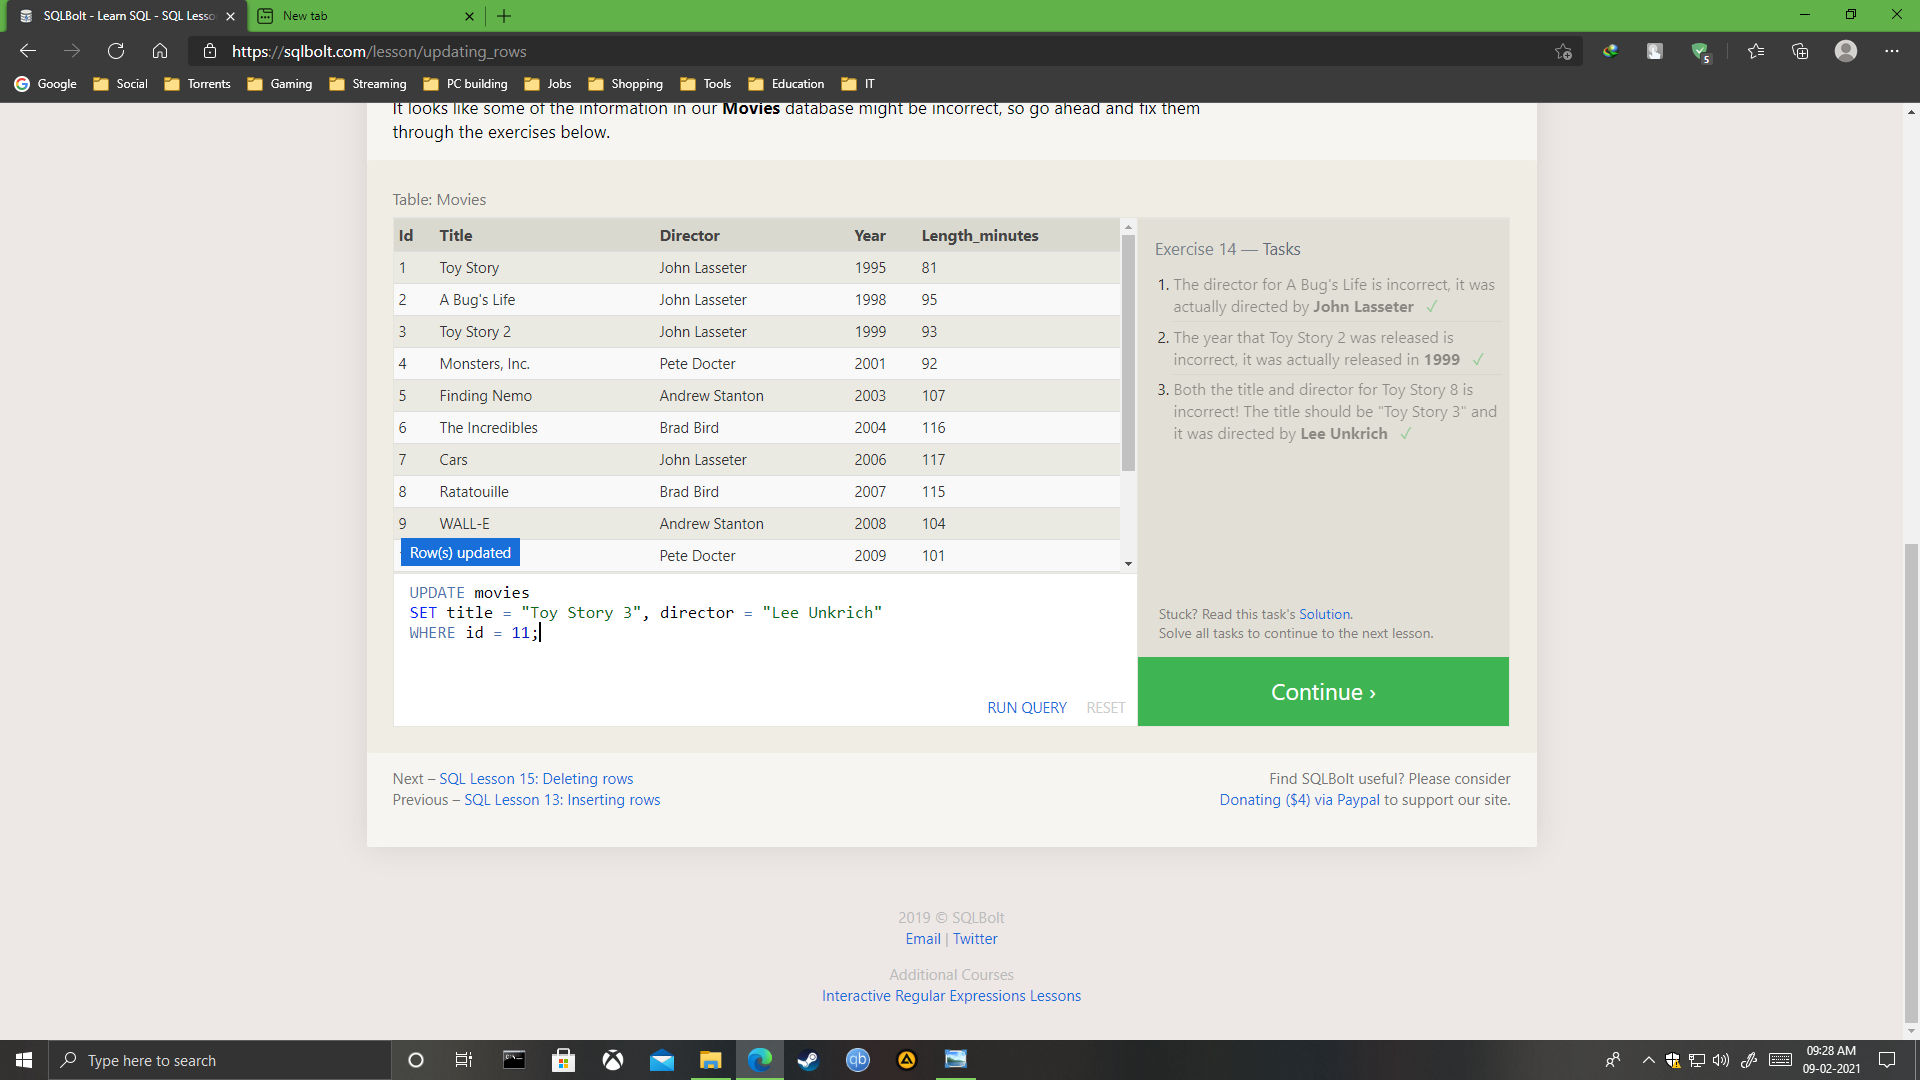 SQLBolt - Learn SQL - SQL Lesso
New tab
https://sqlbolt.com/lesson/updating_rows
5
Google
Social
Torrents
Gaming
Streaming
PC building
Jobs
Shopping
Tools
Education
IT
It looks like some of the information in our Movies database might be incorrect, so go ahead and fix them
through the exercises below.
Table: Movies
Id Title Director Year Length_minutes
1 Toy Story John Lasseter 1995 81
2 A Bug's Life John Lasseter 1998 95
3 Toy Story 2 John Lasseter 1999 93
4 Monsters, Inc. Pete Docter 2001 92
5 Finding Nemo Andrew Stanton 2003 107
6 The Incredibles Brad Bird 2004 116
7 Cars John Lasseter 2006 117
8 Ratatouille Brad Bird 2007 115
9 WALL-E Andrew Stanton 2008 104
Row(s) updated
Pete Docter 2009 101
UPDATE movies
SET title = "Toy Story 3", director = "Lee Unkrich"
WHERE id = 11;
RUN QUERY RESET
Exercise 14 — Tasks
1. The director for A Bug's Life is incorrect, it was
actually directed by John Lasseter ✓
2. The year that Toy Story 2 was released is
incorrect, it was actually released in 1999 ✓
3. Both the title and director for Toy Story 8 is
incorrect! The title should be "Toy Story 3" and
it was directed by Lee Unkrich ✓
Stuck? Read this task's Solution.
Solve all tasks to continue to the next lesson.
Continue ›
Next – SQL Lesson 15: Deleting rows
Previous – SQL Lesson 13: Inserting rows
Find SQLBolt useful? Please consider
Donating ($4) via Paypal to support our site.
2019 © SQLBolt
Email | Twitter
Additional Courses
Interactive Regular Expressions Lessons
Type here to search
qb
09:28 AM
09-02-2021